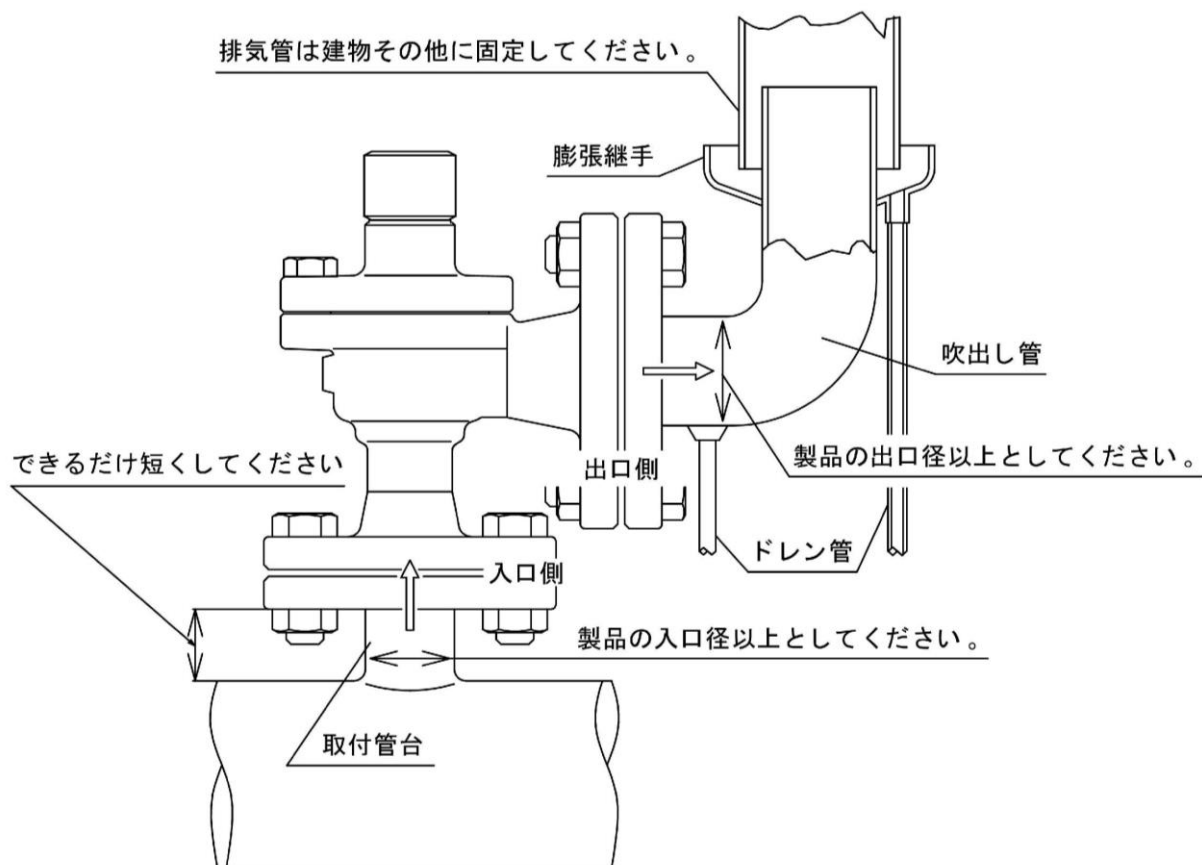 排気管は建物その他に固定してください。
膨張継手
吹出し管
製品の出口径以上としてください。
できるだけ短くしてください
出口側
ドレン管
入口側
製品の入口径以上としてください。
取付管台